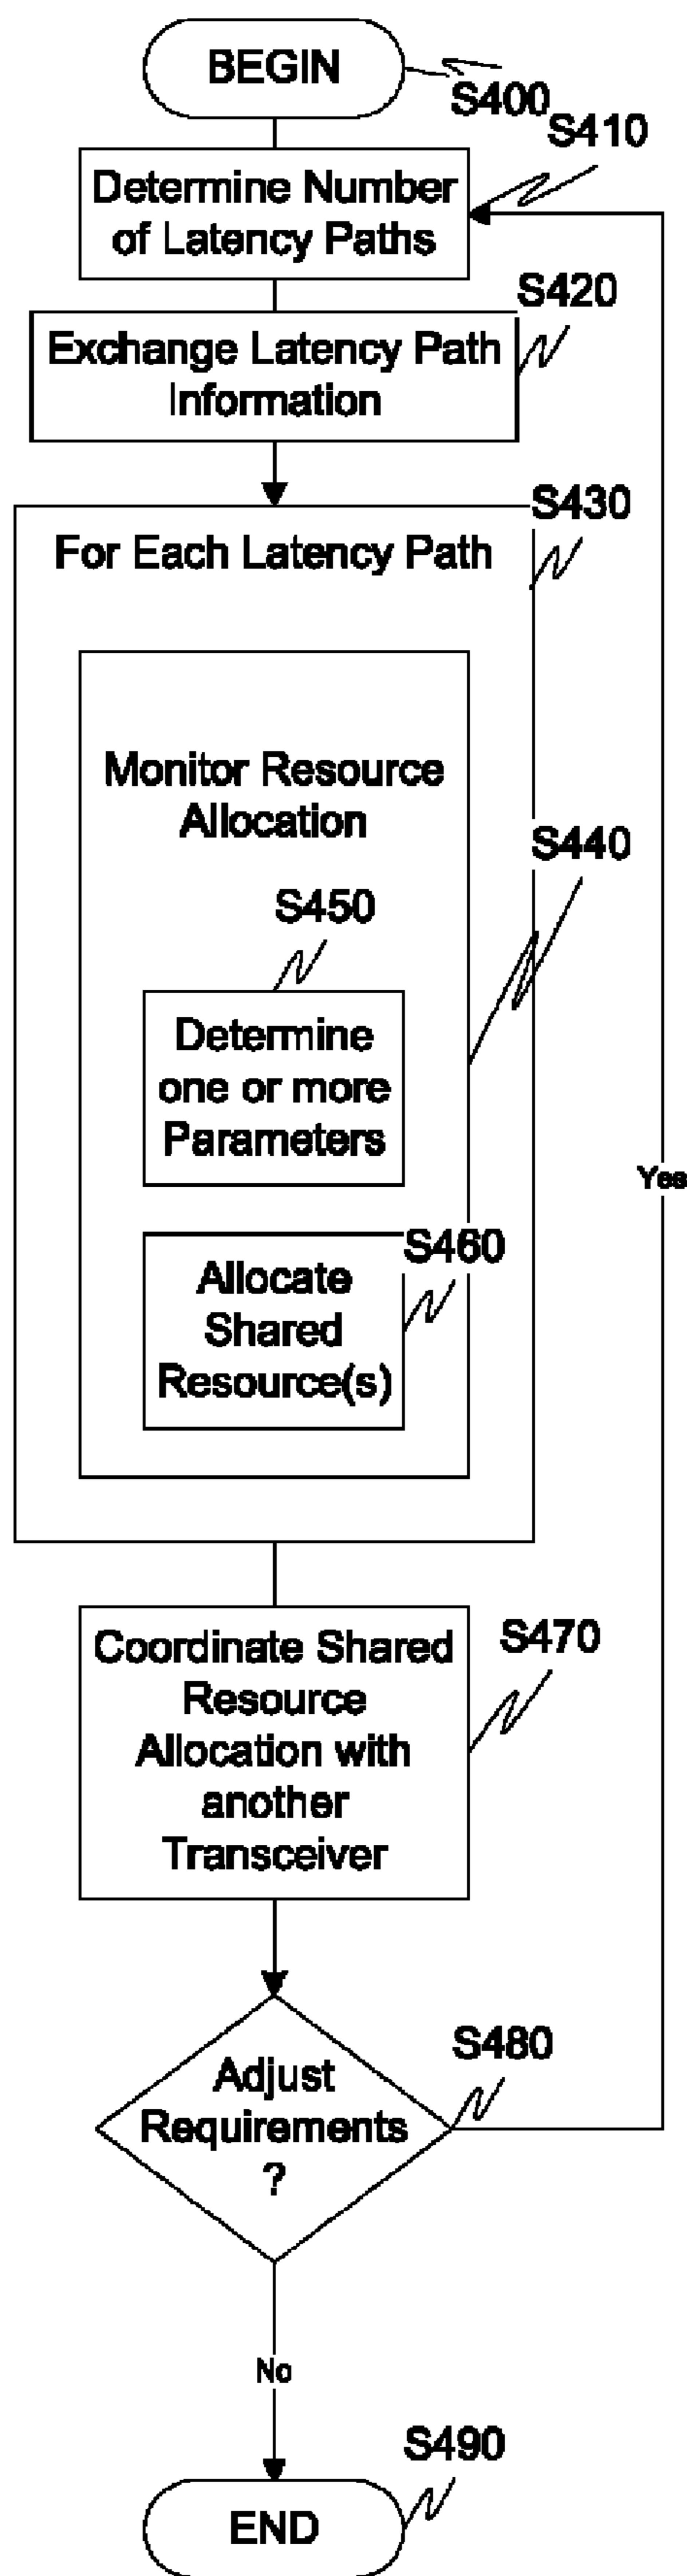 BEGIN
S400
S410
Determine Number
of Latency Paths
S420
Exchange Latency Path
Information
S430
For Each Latency Path
Monitor Resource
Allocation
S440
S450
Determine
one or more
Parameters
Yes
S460
Allocate
Shared
Resource(s)
S470
Coordinate Shared
Resource
Allocation with
another
Transceiver
S480
Adjust
Requirements
?
No
S490
END